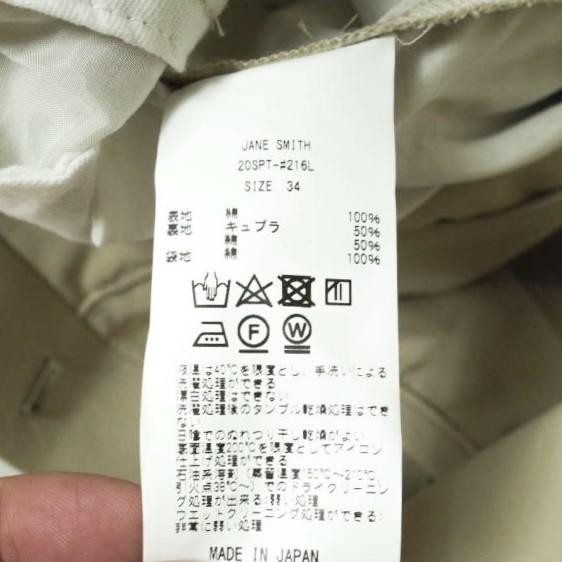 JANE SMITH
20SPT-#216L
SIZE 34
表地 綿 100%
裏地 キュプラ 50%
綿 50%
袋地 綿 100%
F
W
液温は40℃を限度とし、手洗いによる
洗濯処理ができる
漂白処理はできない
洗濯処理後のタンブル乾燥処理はでき
ない
日陰でのぬれつり干し乾燥がよい
底面温度200℃を限度としてアイロン
仕上げ処理ができる
石油系溶剤(蒸留温度150℃〜210℃、
引火点38℃〜)でのドライクリーニン
グ処理が出来る:弱い処理
ウエットクリーニング処理ができる:
非常に弱い処理
MADE IN JAPAN